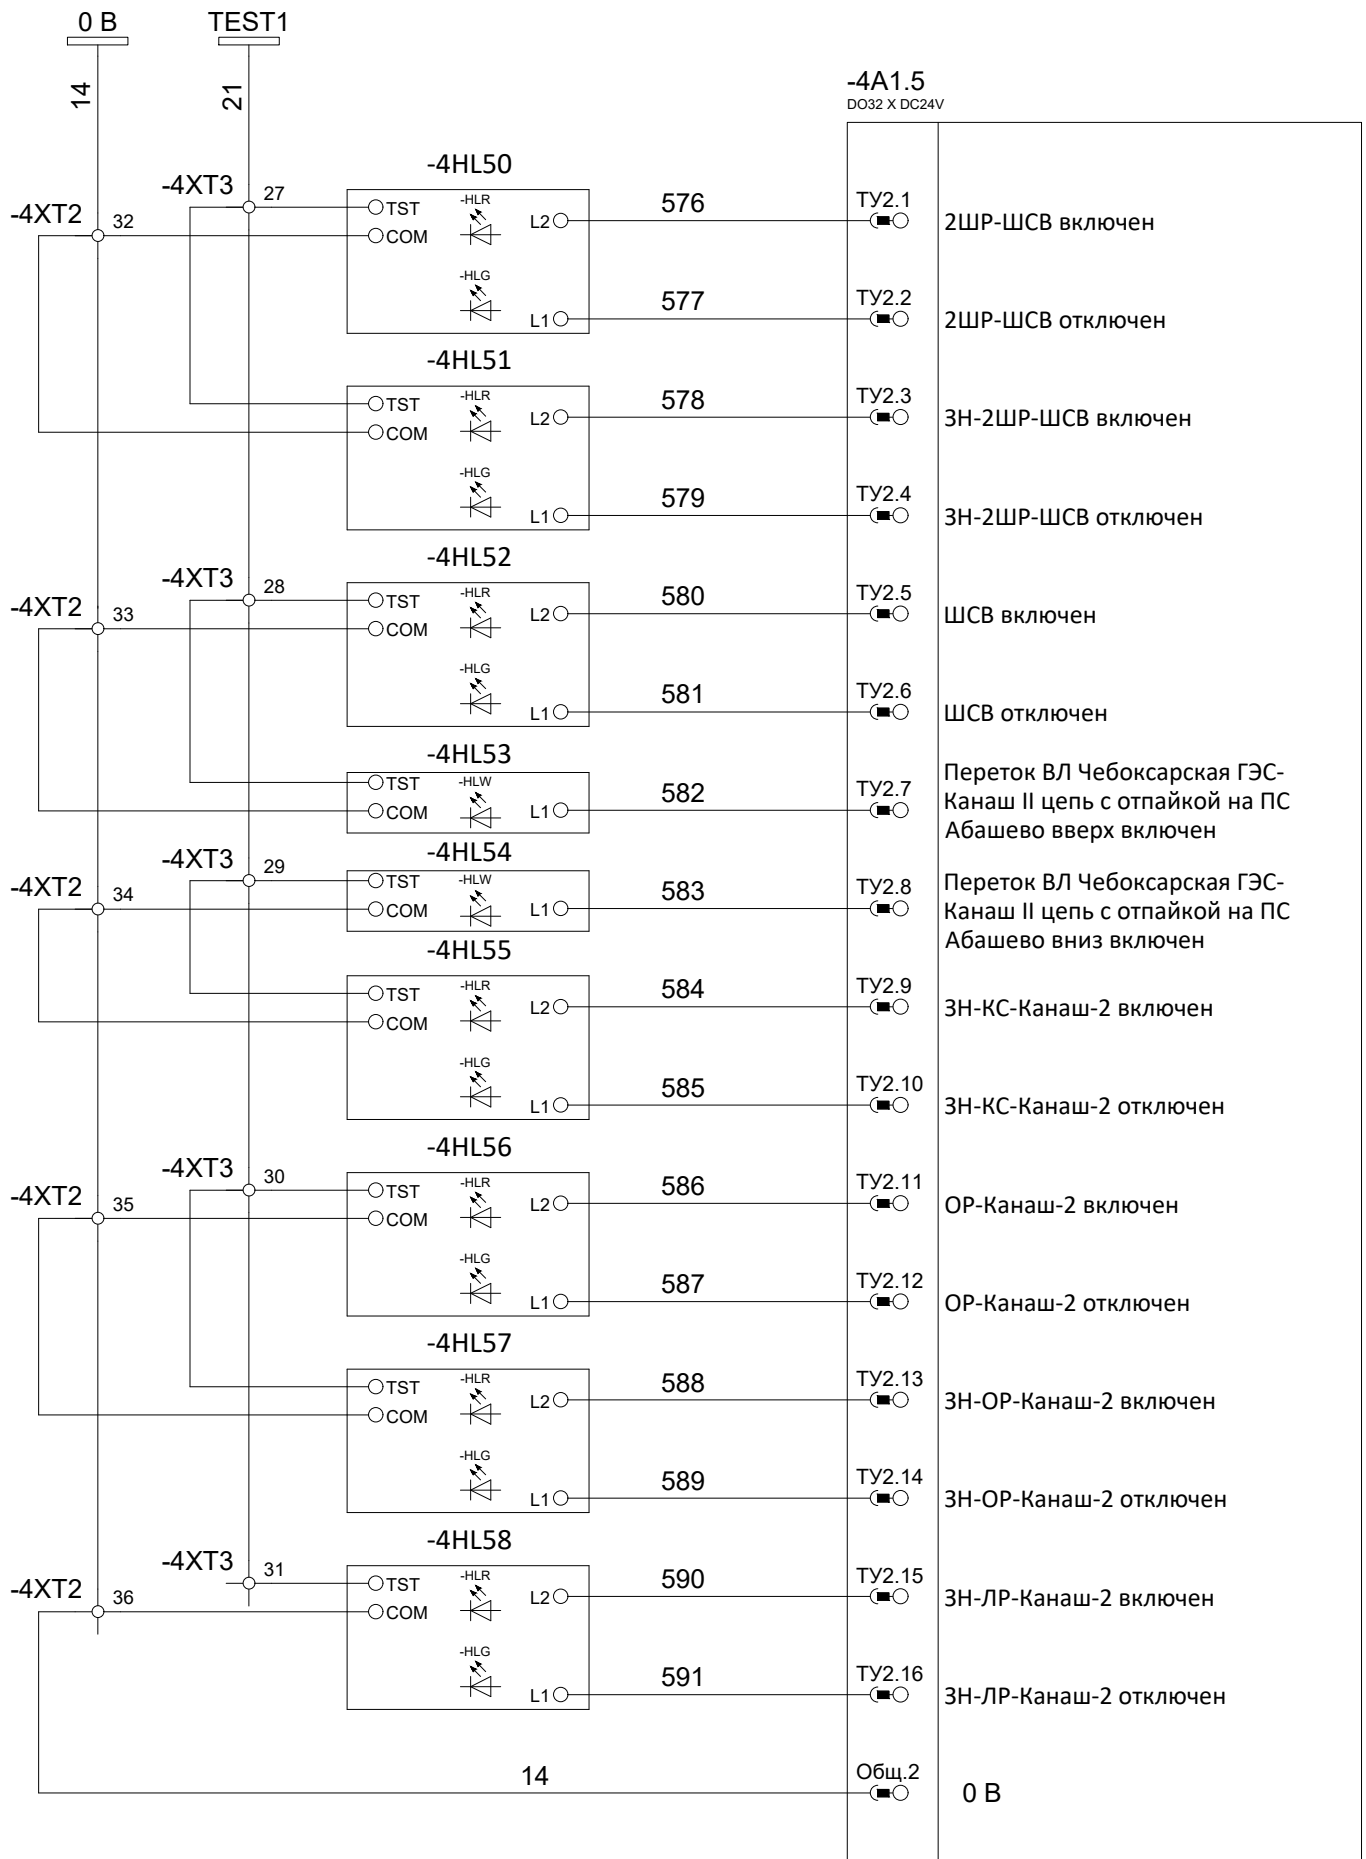 0 В
TEST1
14
21
-4A1.5
DO32 X DC24V
-4HL50
-4XT3
27
-4XT2
32
TST
COM
-HLR
L2
576
ТУ2.1
2ШР-ШСВ включен
-HLG
L1
577
ТУ2.2
2ШР-ШСВ отключен
-4HL51
TST
COM
-HLR
L2
578
ТУ2.3
ЗН-2ШР-ШСВ включен
-HLG
L1
579
ТУ2.4
ЗН-2ШР-ШСВ отключен
-4HL52
-4XT3
28
-4XT2
33
TST
COM
-HLR
L2
580
ТУ2.5
ШСВ включен
-HLG
L1
581
ТУ2.6
ШСВ отключен
-4HL53
TST
COM
-HLW
L1
582
ТУ2.7
Переток ВЛ Чебоксарская ГЭС-
Канаш II цепь с отпайкой на ПС
Абашево вверх включен
-4HL54
-4XT3
29
-4XT2
34
TST
COM
-HLW
L1
583
ТУ2.8
Переток ВЛ Чебоксарская ГЭС-
Канаш II цепь с отпайкой на ПС
Абашево вниз включен
-4HL55
TST
COM
-HLR
L2
584
ТУ2.9
ЗН-КС-Канаш-2 включен
-HLG
L1
585
ТУ2.10
ЗН-КС-Канаш-2 отключен
-4HL56
-4XT3
30
-4XT2
35
TST
COM
-HLR
L2
586
ТУ2.11
ОР-Канаш-2 включен
-HLG
L1
587
ТУ2.12
ОР-Канаш-2 отключен
-4HL57
TST
COM
-HLR
L2
588
ТУ2.13
ЗН-ОР-Канаш-2 включен
-HLG
L1
589
ТУ2.14
ЗН-ОР-Канаш-2 отключен
-4HL58
-4XT3
31
-4XT2
36
TST
COM
-HLR
L2
590
ТУ2.15
ЗН-ЛР-Канаш-2 включен
-HLG
L1
591
ТУ2.16
ЗН-ЛР-Канаш-2 отключен
14
Общ.2
0 В